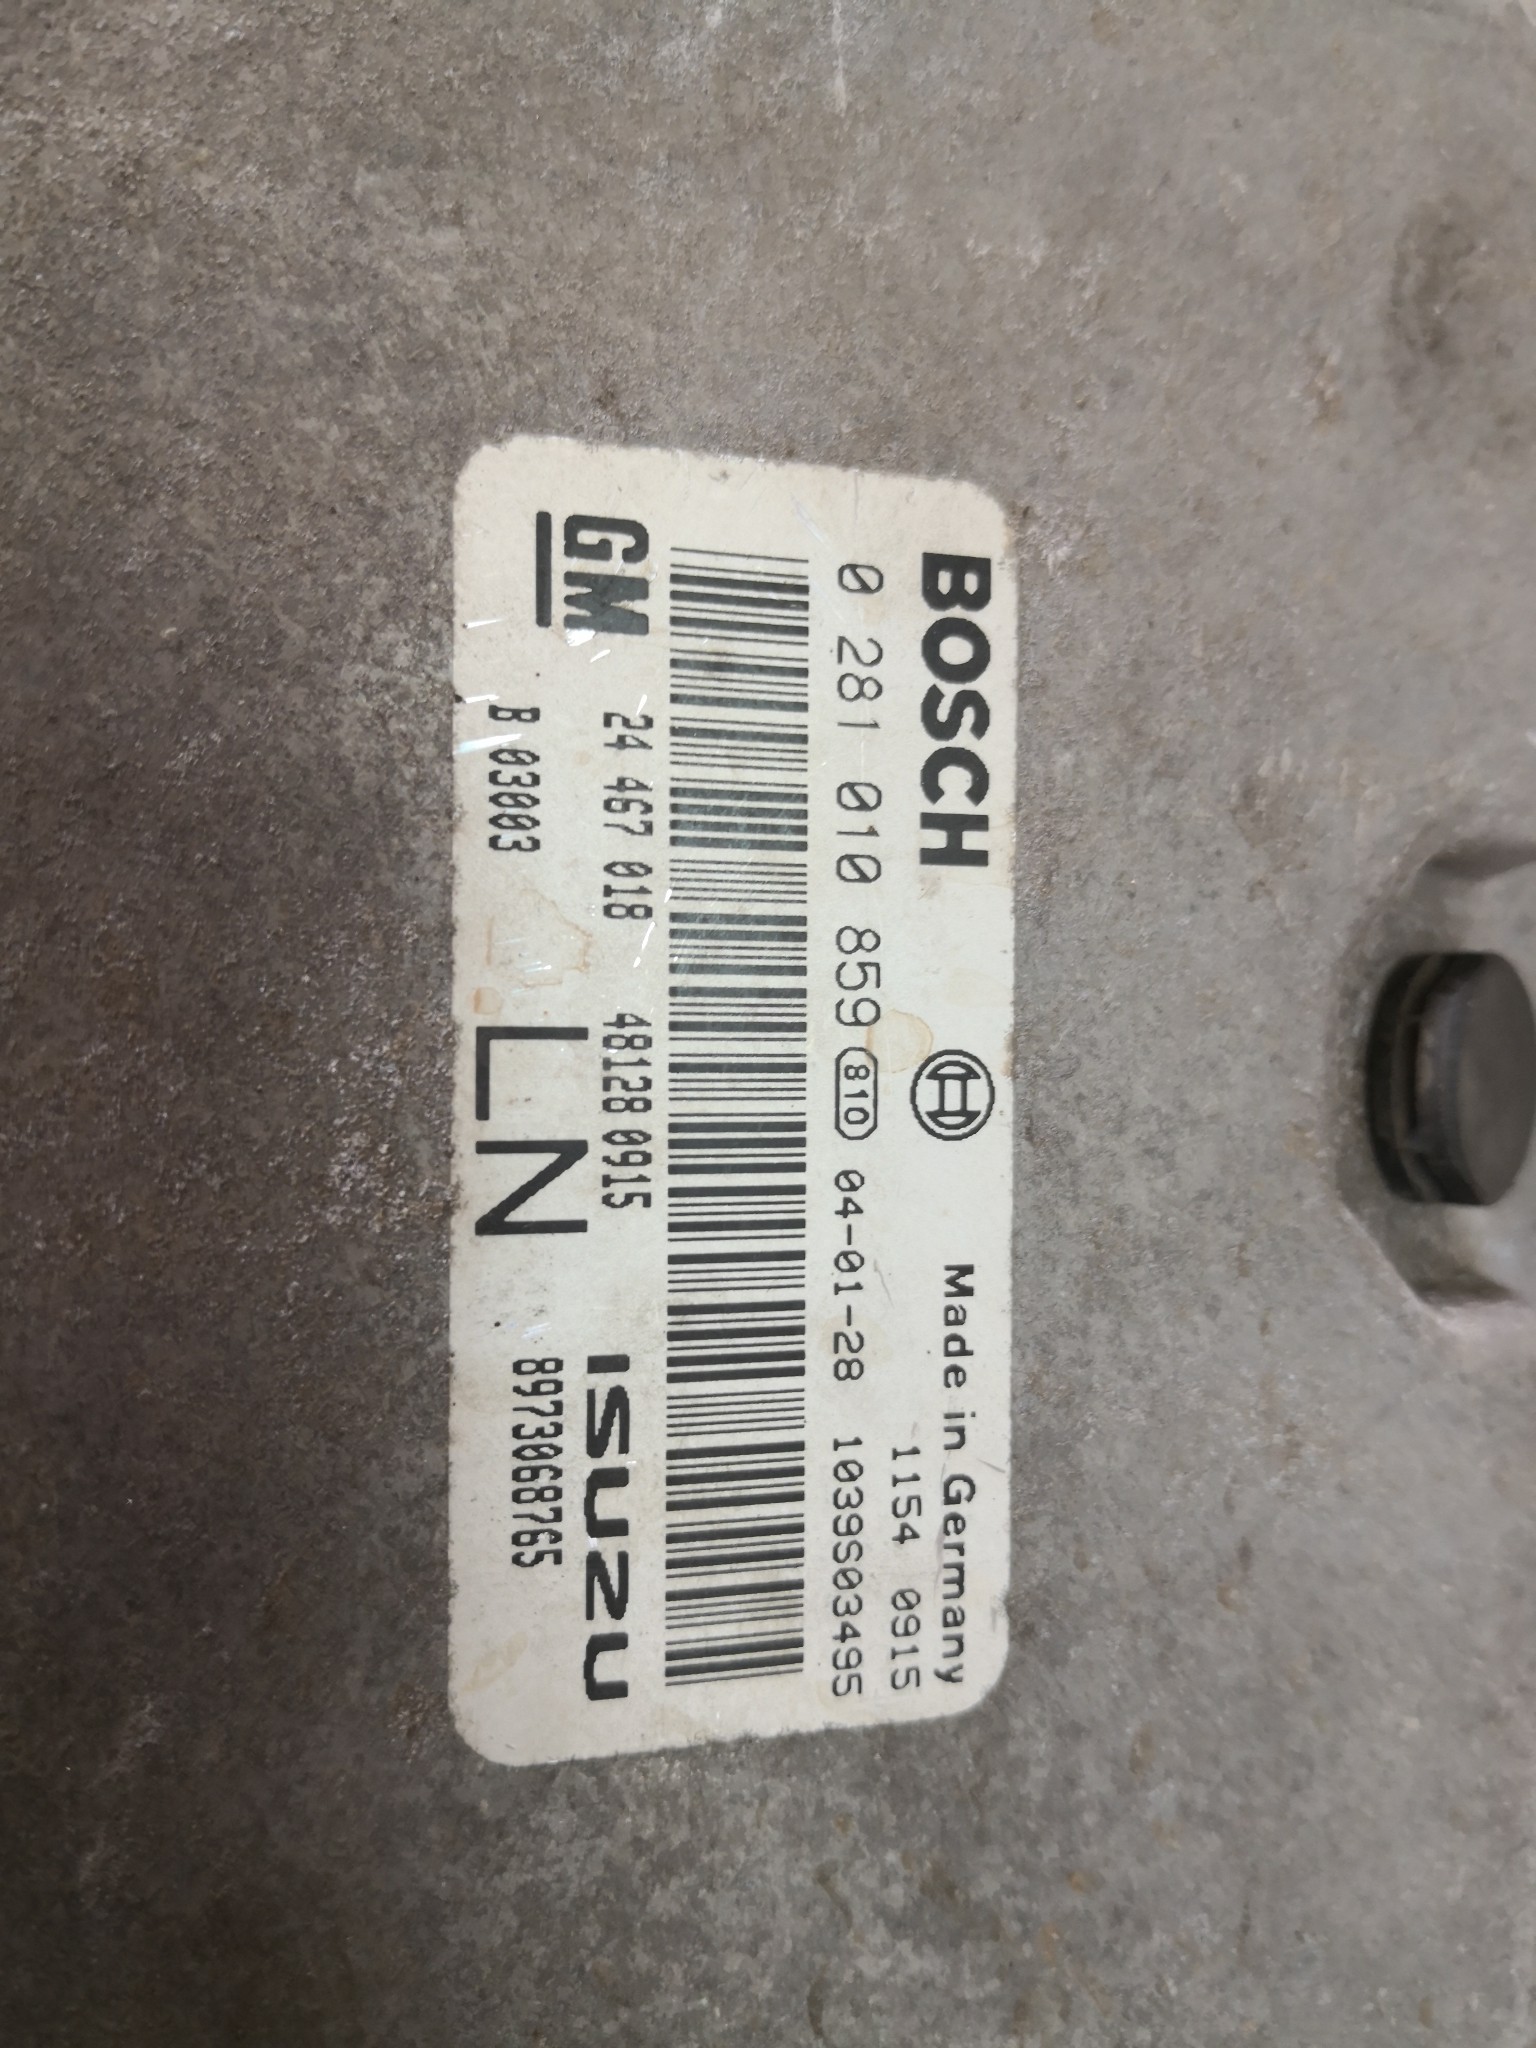 BOSCH Made in Germany
1154 0915
0 281 010 859 810 04-01-28 1039S03495
GM 24 467 018 48128 0915 ISUZU
B 03003 LN 8973068765